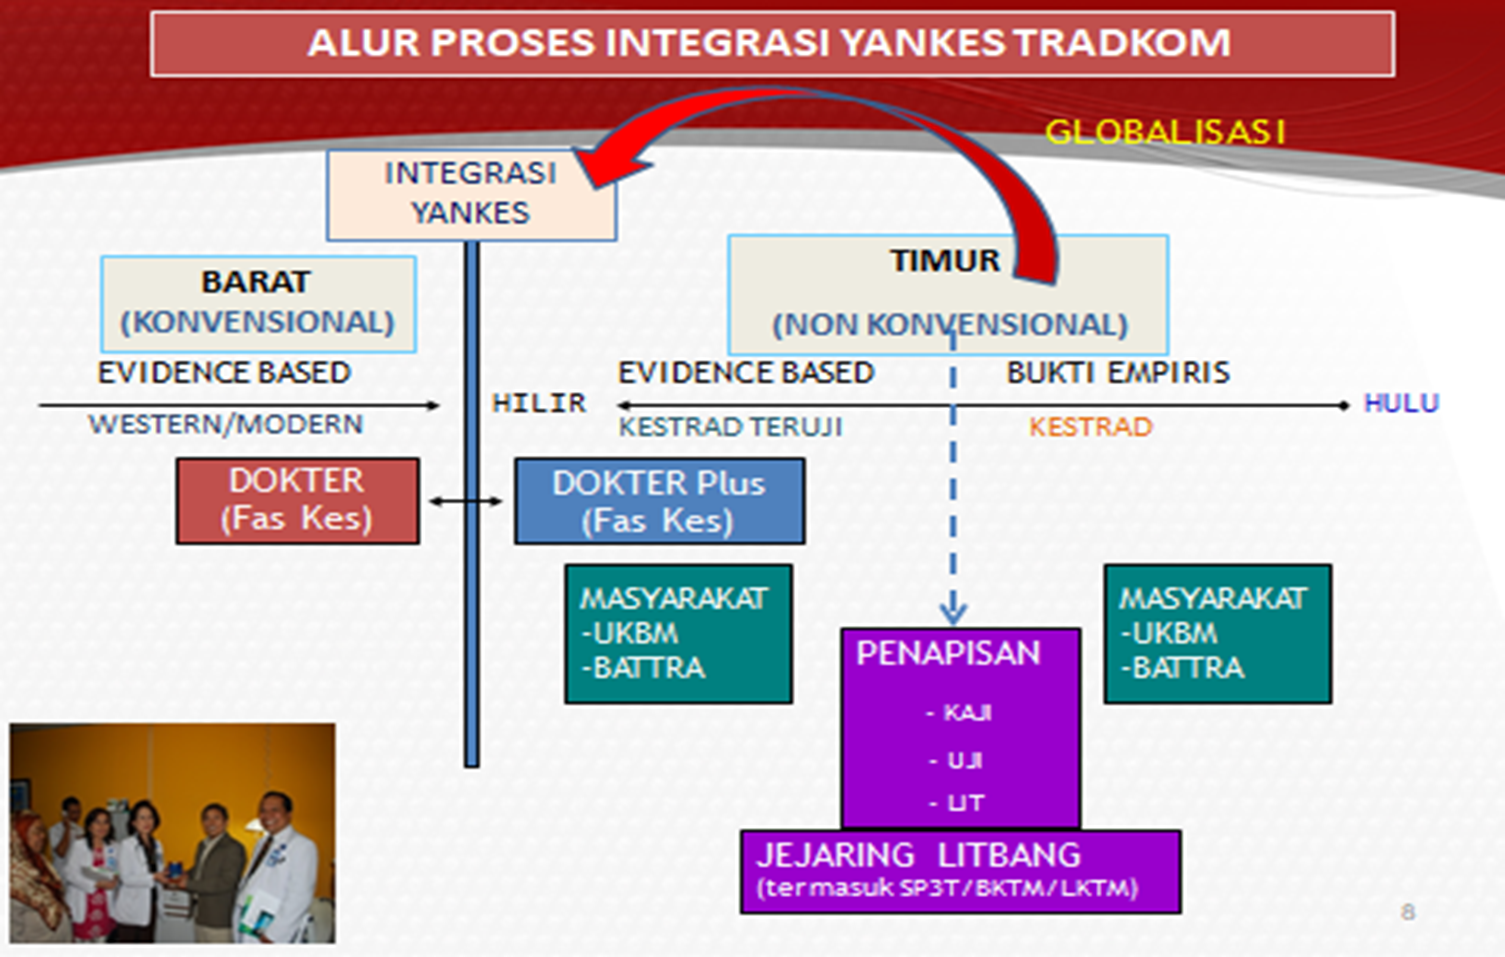 ALUR PROSES INTEGRASI YANKES TRADKOM
GLOBALISASI
INTEGRASI
YANKES
BARAT
(KONVENSIONAL)
TIMUR
(NON KONVENSIONAL)
EVIDENCE BASED
EVIDENCE BASED
BUKTI EMPIRIS
HILIR
HULU
WESTERN/MODERN
KESTRAD TERUJI
KESTRAD
DOKTER
(Fas Kes)
DOKTER Plus
(Fas Kes)
MASYARAKAT
-UKBM
-BATTRA
MASYARAKAT
-UKBM
-BATTRA
PENAPISAN
- KAJI
- UJI
- LIT
JEJARING LITBANG
(termasuk SP3T/BKTM/LKTM)
8